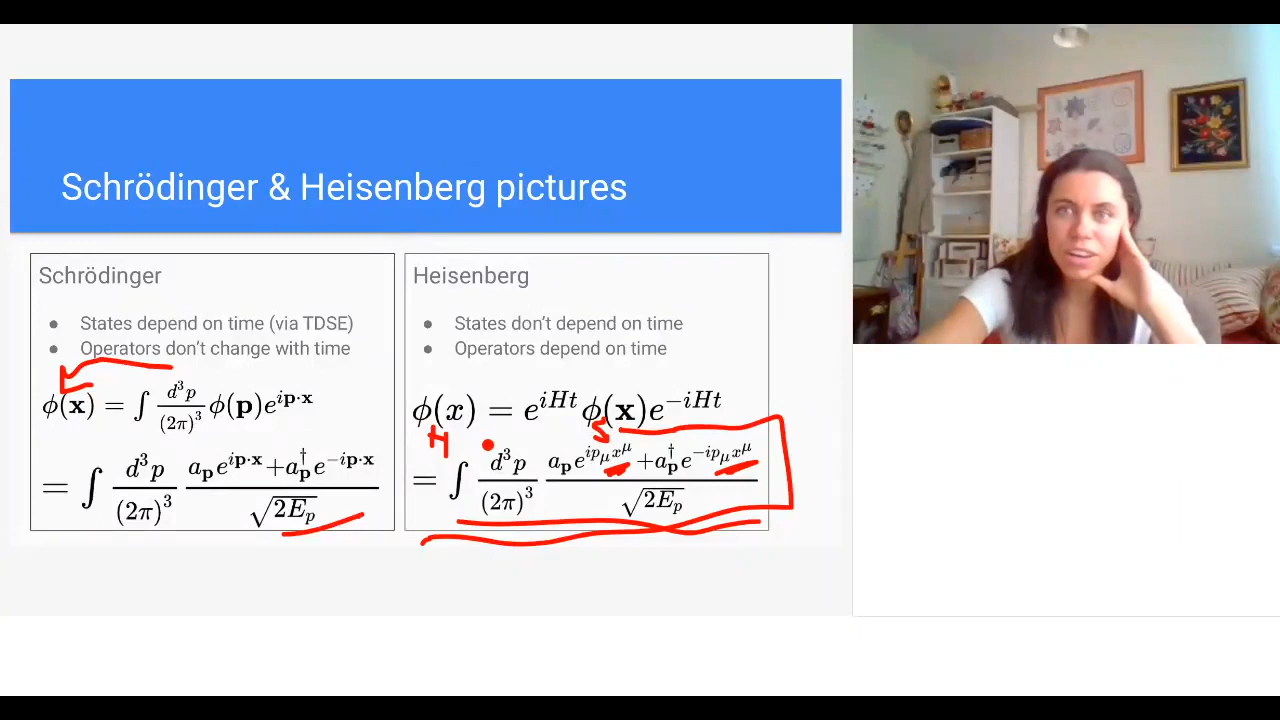 Schrödinger & Heisenberg pictures
Schrödinger
● States depend on time (via TDSE)
● Operators don't change with time
ϕ(𝐱) = ∫ d³p/(2π)³ ϕ(𝐩)e^{i𝐩·𝐱}
= ∫ d³p/(2π)³ (a_𝐩 e^{i𝐩·𝐱} + a_𝐩^† e^{−i𝐩·𝐱})/√(2E_p)
Heisenberg
● States don't depend on time
● Operators depend on time
ϕ(x) = e^{iHt} ϕ(𝐱) e^{−iHt}
H S
= ∫ d³p/(2π)³ (a_𝐩 e^{ip_μx^μ} + a_𝐩^† e^{−ip_μx^μ})/√(2E_p)